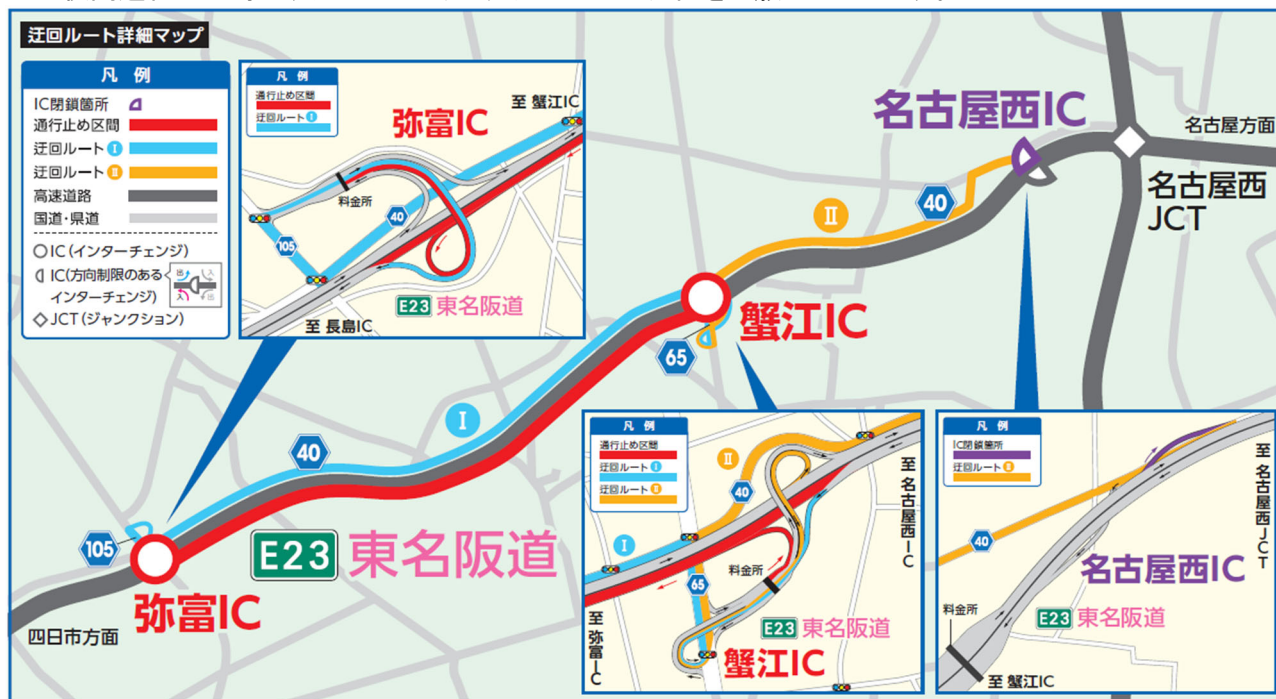 迂回ルート詳細マップ
凡例
IC閉鎖箇所
通行止め区間
迂回ルート I
迂回ルート II
高速道路
国道・県道
IC(インターチェンジ)
IC(方向制限のある
インターチェンジ)
出 入
入 出
JCT(ジャンクション)
凡例
通行止め区間
迂回ルート I
弥富IC
至 蟹江IC
料金所
40
105
E23 東名阪道
至 長島IC
名古屋西IC
名古屋方面
名古屋西
JCT
40
II
蟹江IC
65
I
40
105
E23 東名阪道
弥富IC
四日市方面
凡例
通行止め区間
迂回ルート I
迂回ルート II
II
40
I
65
料金所
至 名古屋西IC
至 弥富IC
E23 東名阪道
蟹江IC
凡例
IC閉鎖箇所
迂回ルート II
40
至 名古屋西JCT
名古屋西IC
料金所
E23 東名阪道
至 蟹江IC